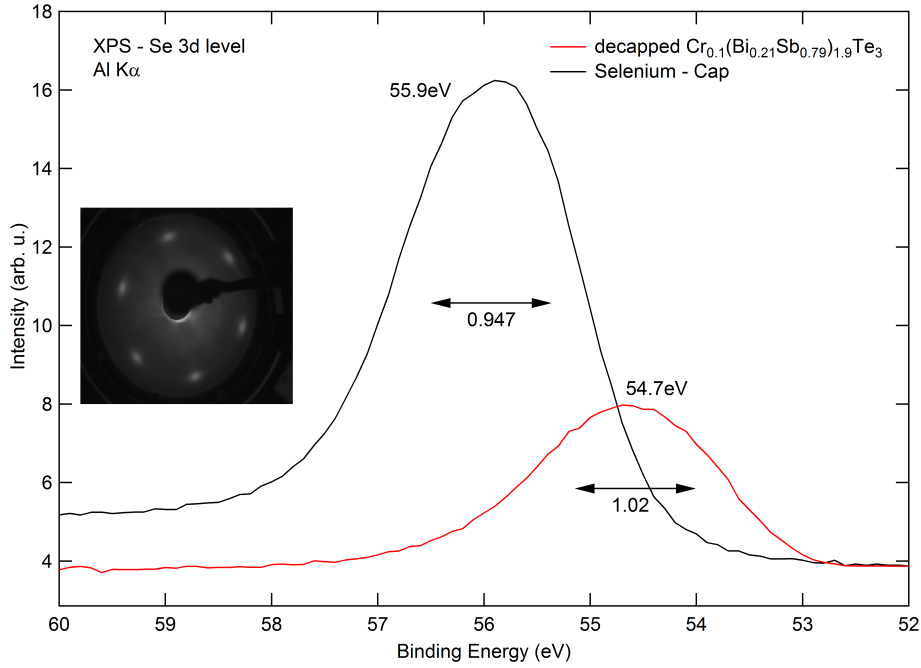 XPS - Se 3d level
Al Kα
decapped Cr0.1(Bi0.21Sb0.79)1.9Te3
Selenium - Cap
55.9eV
0.947
54.7eV
1.02
Intensity (arb. u.)
18
16
14
12
10
8
6
4
60
59
58
57
56
55
54
53
52
Binding Energy (eV)